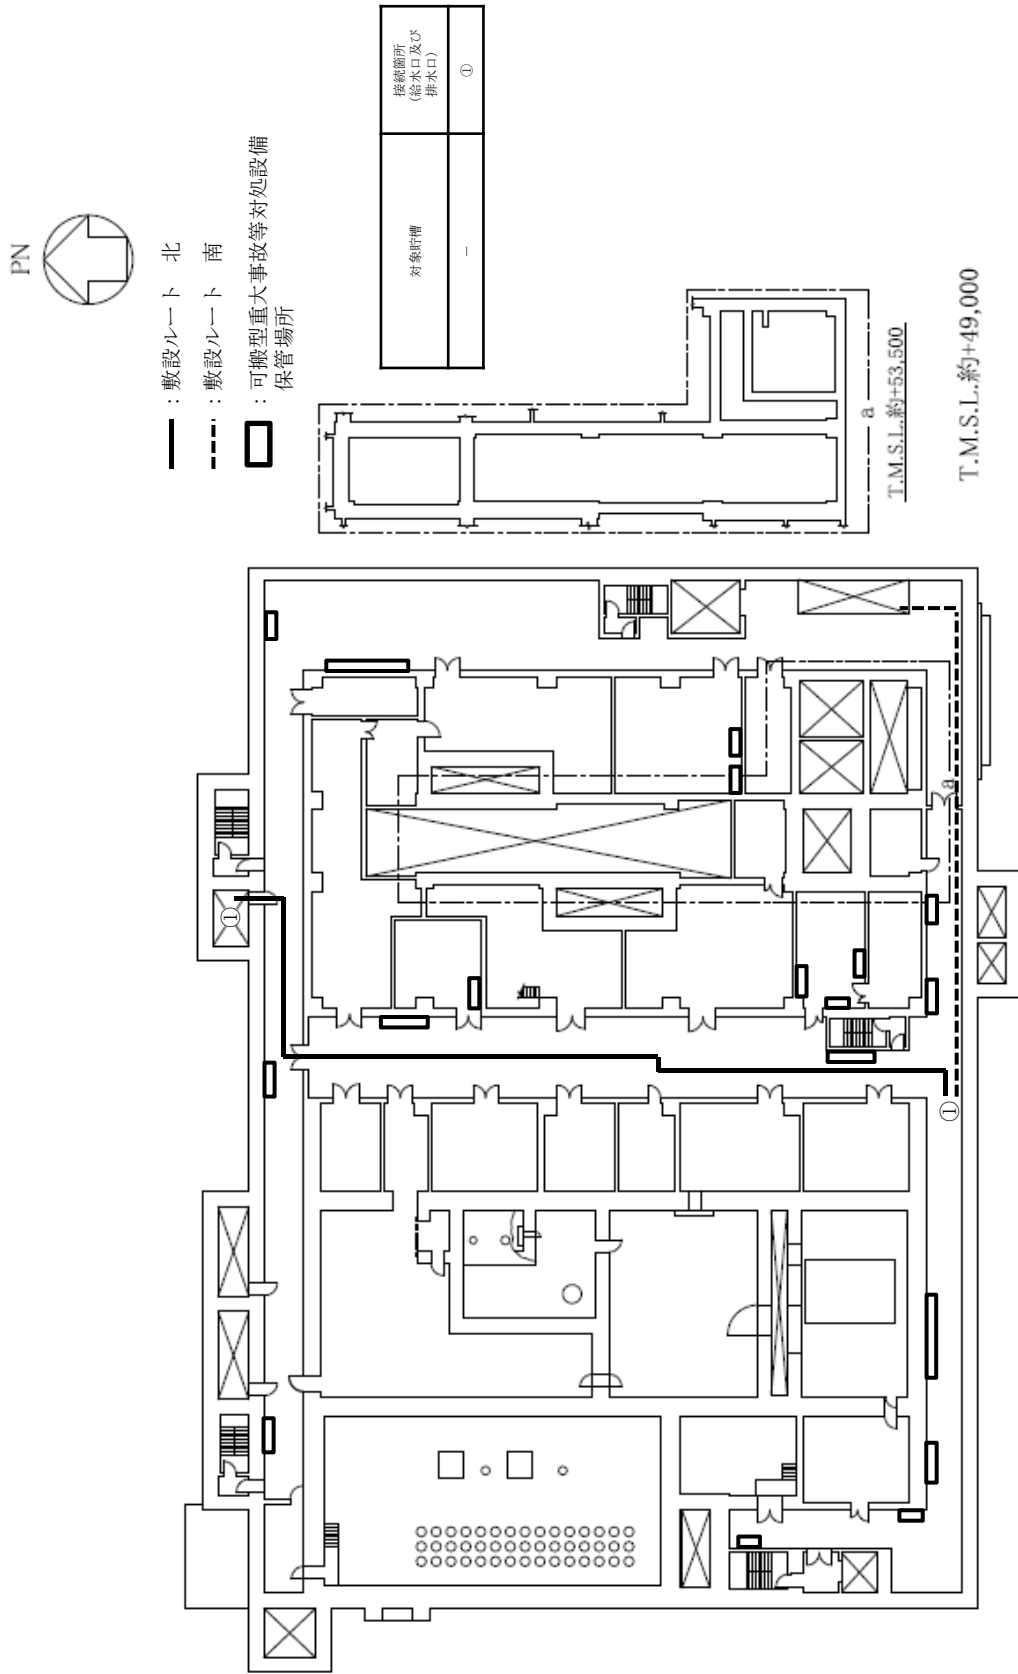 PN
：敷設ルート　北
：敷設ルート　南
：可搬型重大事故等対処設備
保管場所
対象貯槽
接続箇所
(給水口及び
排水口)
－
①
a
T.M.S.L.約+53,500
T.M.S.L.約+49,000
①
a
①